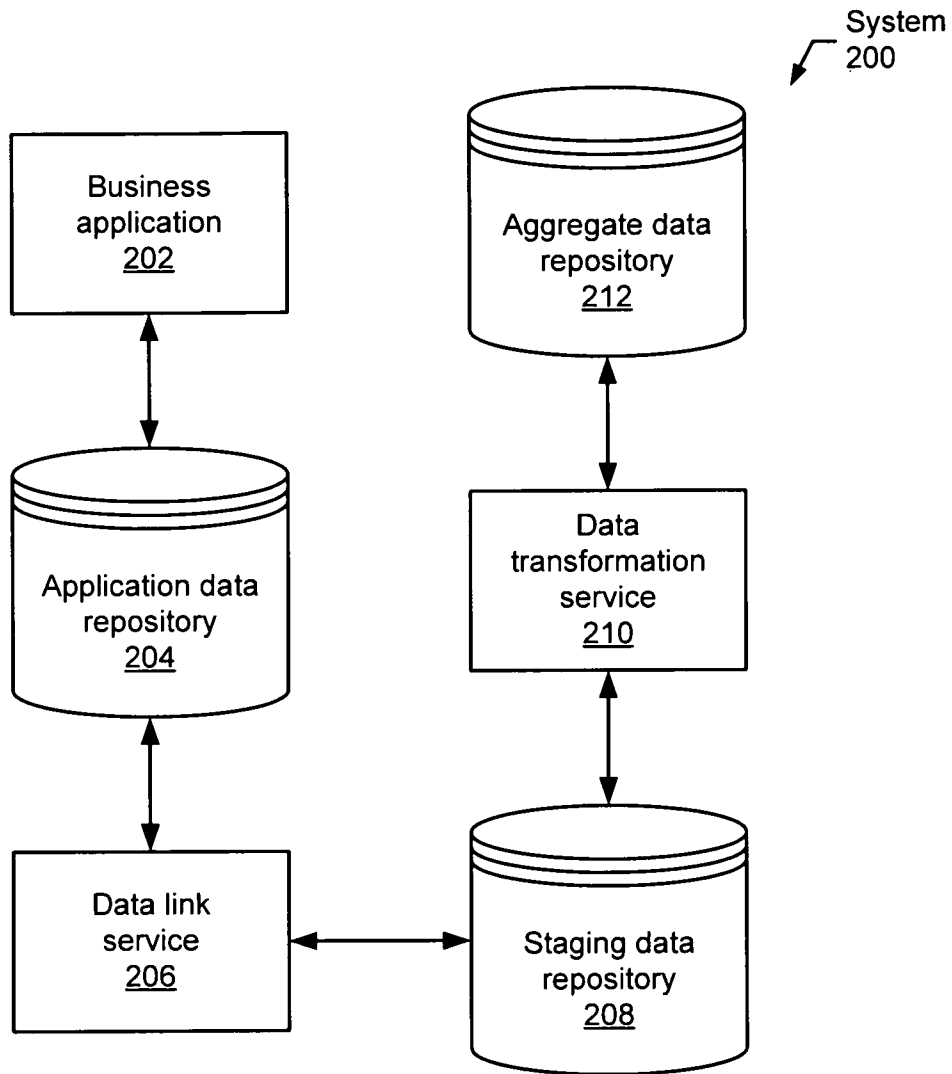 System
200
Business
application
202
Aggregate data
repository
212
Application data
repository
204
Data
transformation
service
210
Data link
service
206
Staging data
repository
208